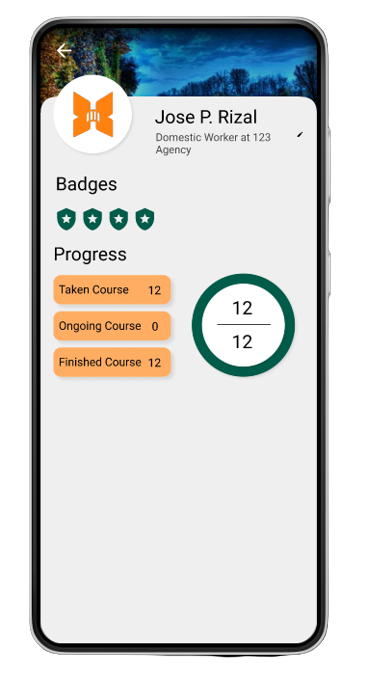 Jose P. Rizal
Domestic Worker at 123
Agency
Badges
Progress
Taken Course 12
Ongoing Course 0
Finished Course 12
12
12